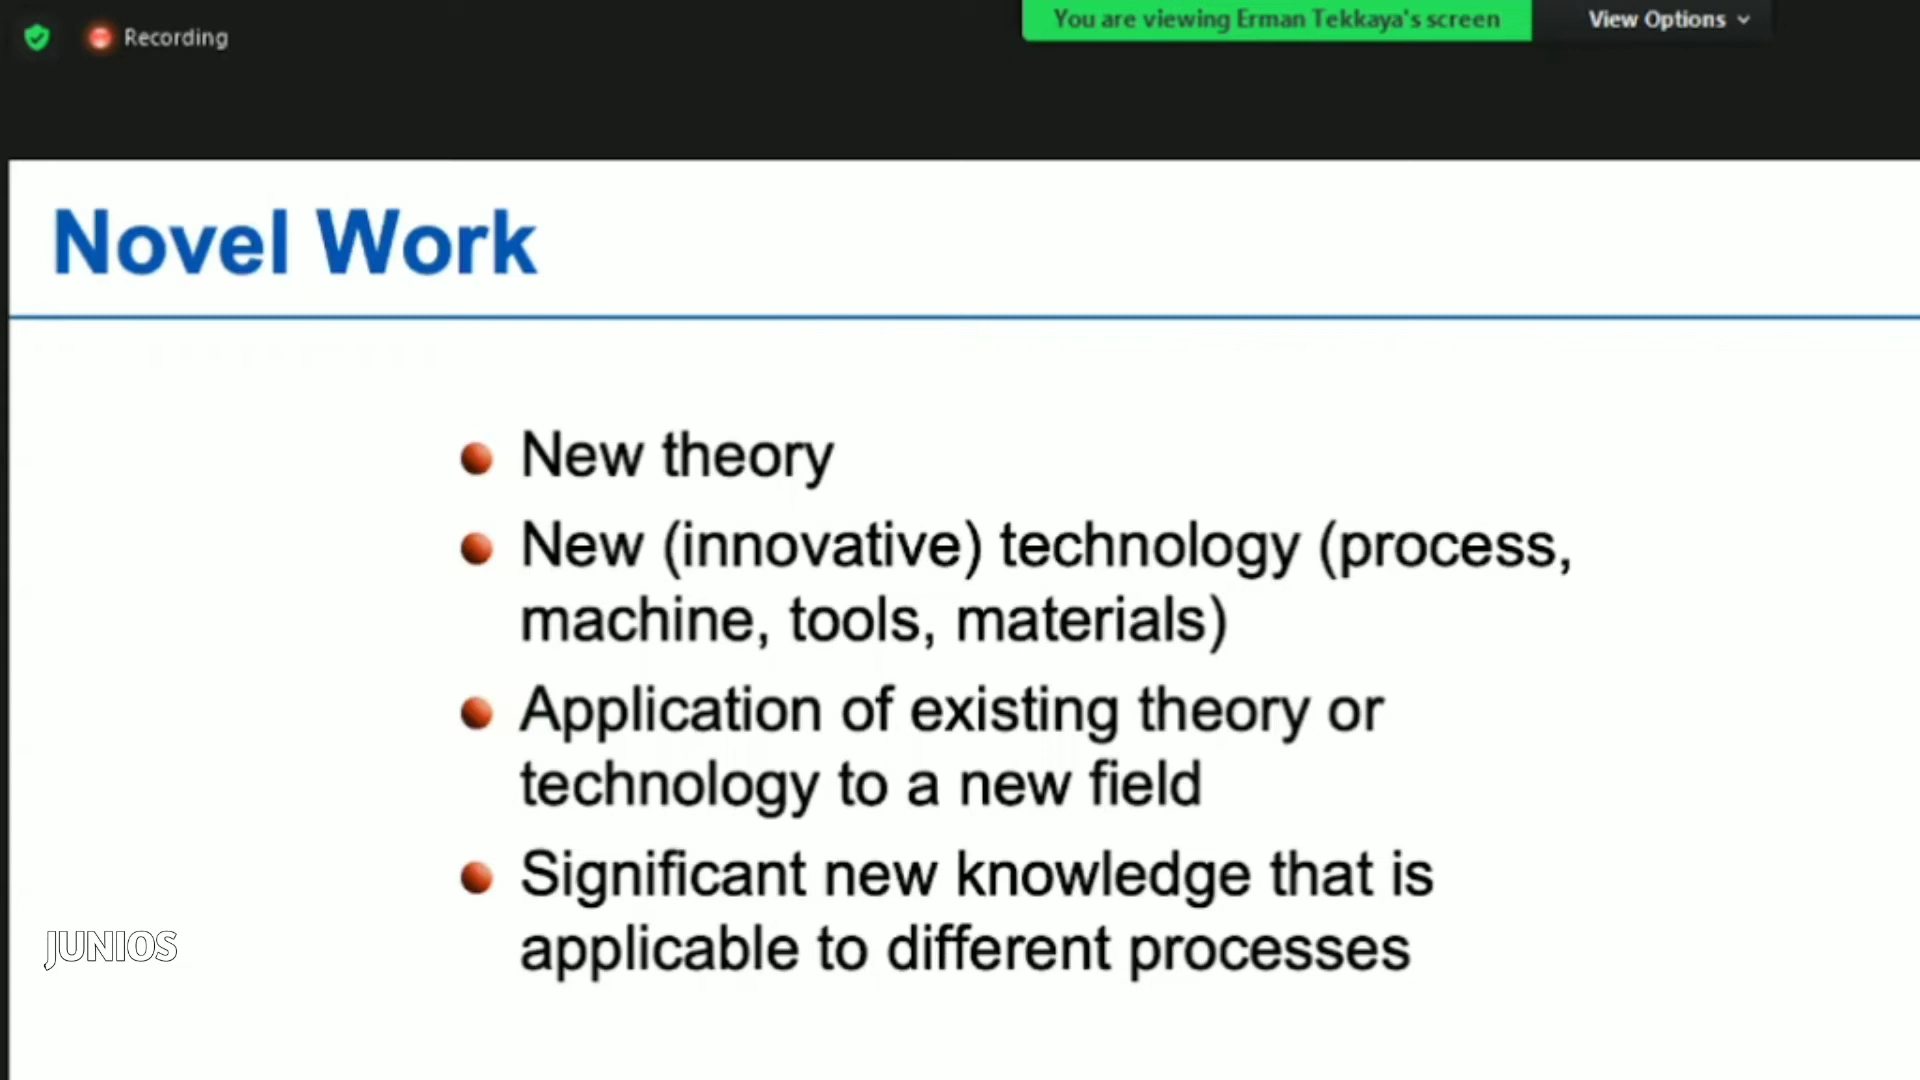 Recording
You are viewing Erman Tekkaya's screen
View Options
Novel Work
New theory
New (innovative) technology (process,
machine, tools, materials)
Application of existing theory or
technology to a new field
Significant new knowledge that is
applicable to different processes
JUNIOS